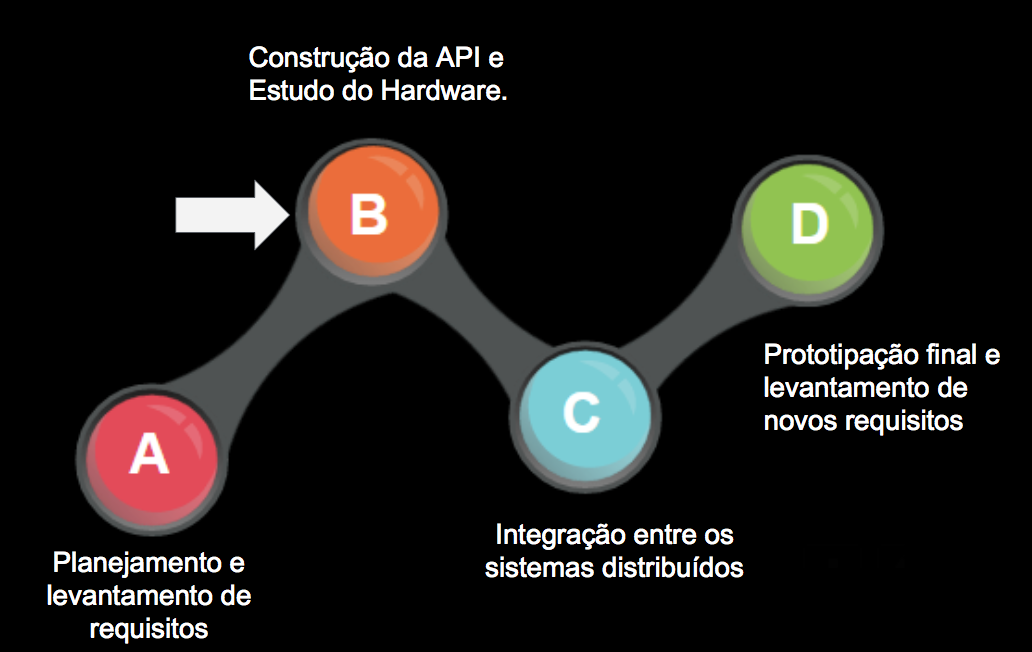 Construção da API e
Estudo do Hardware.
B
D
A
C
Prototipação final e
levantamento de
novos requisitos
Integração entre os
sistemas distribuídos
Planejamento e
levantamento de
requisitos